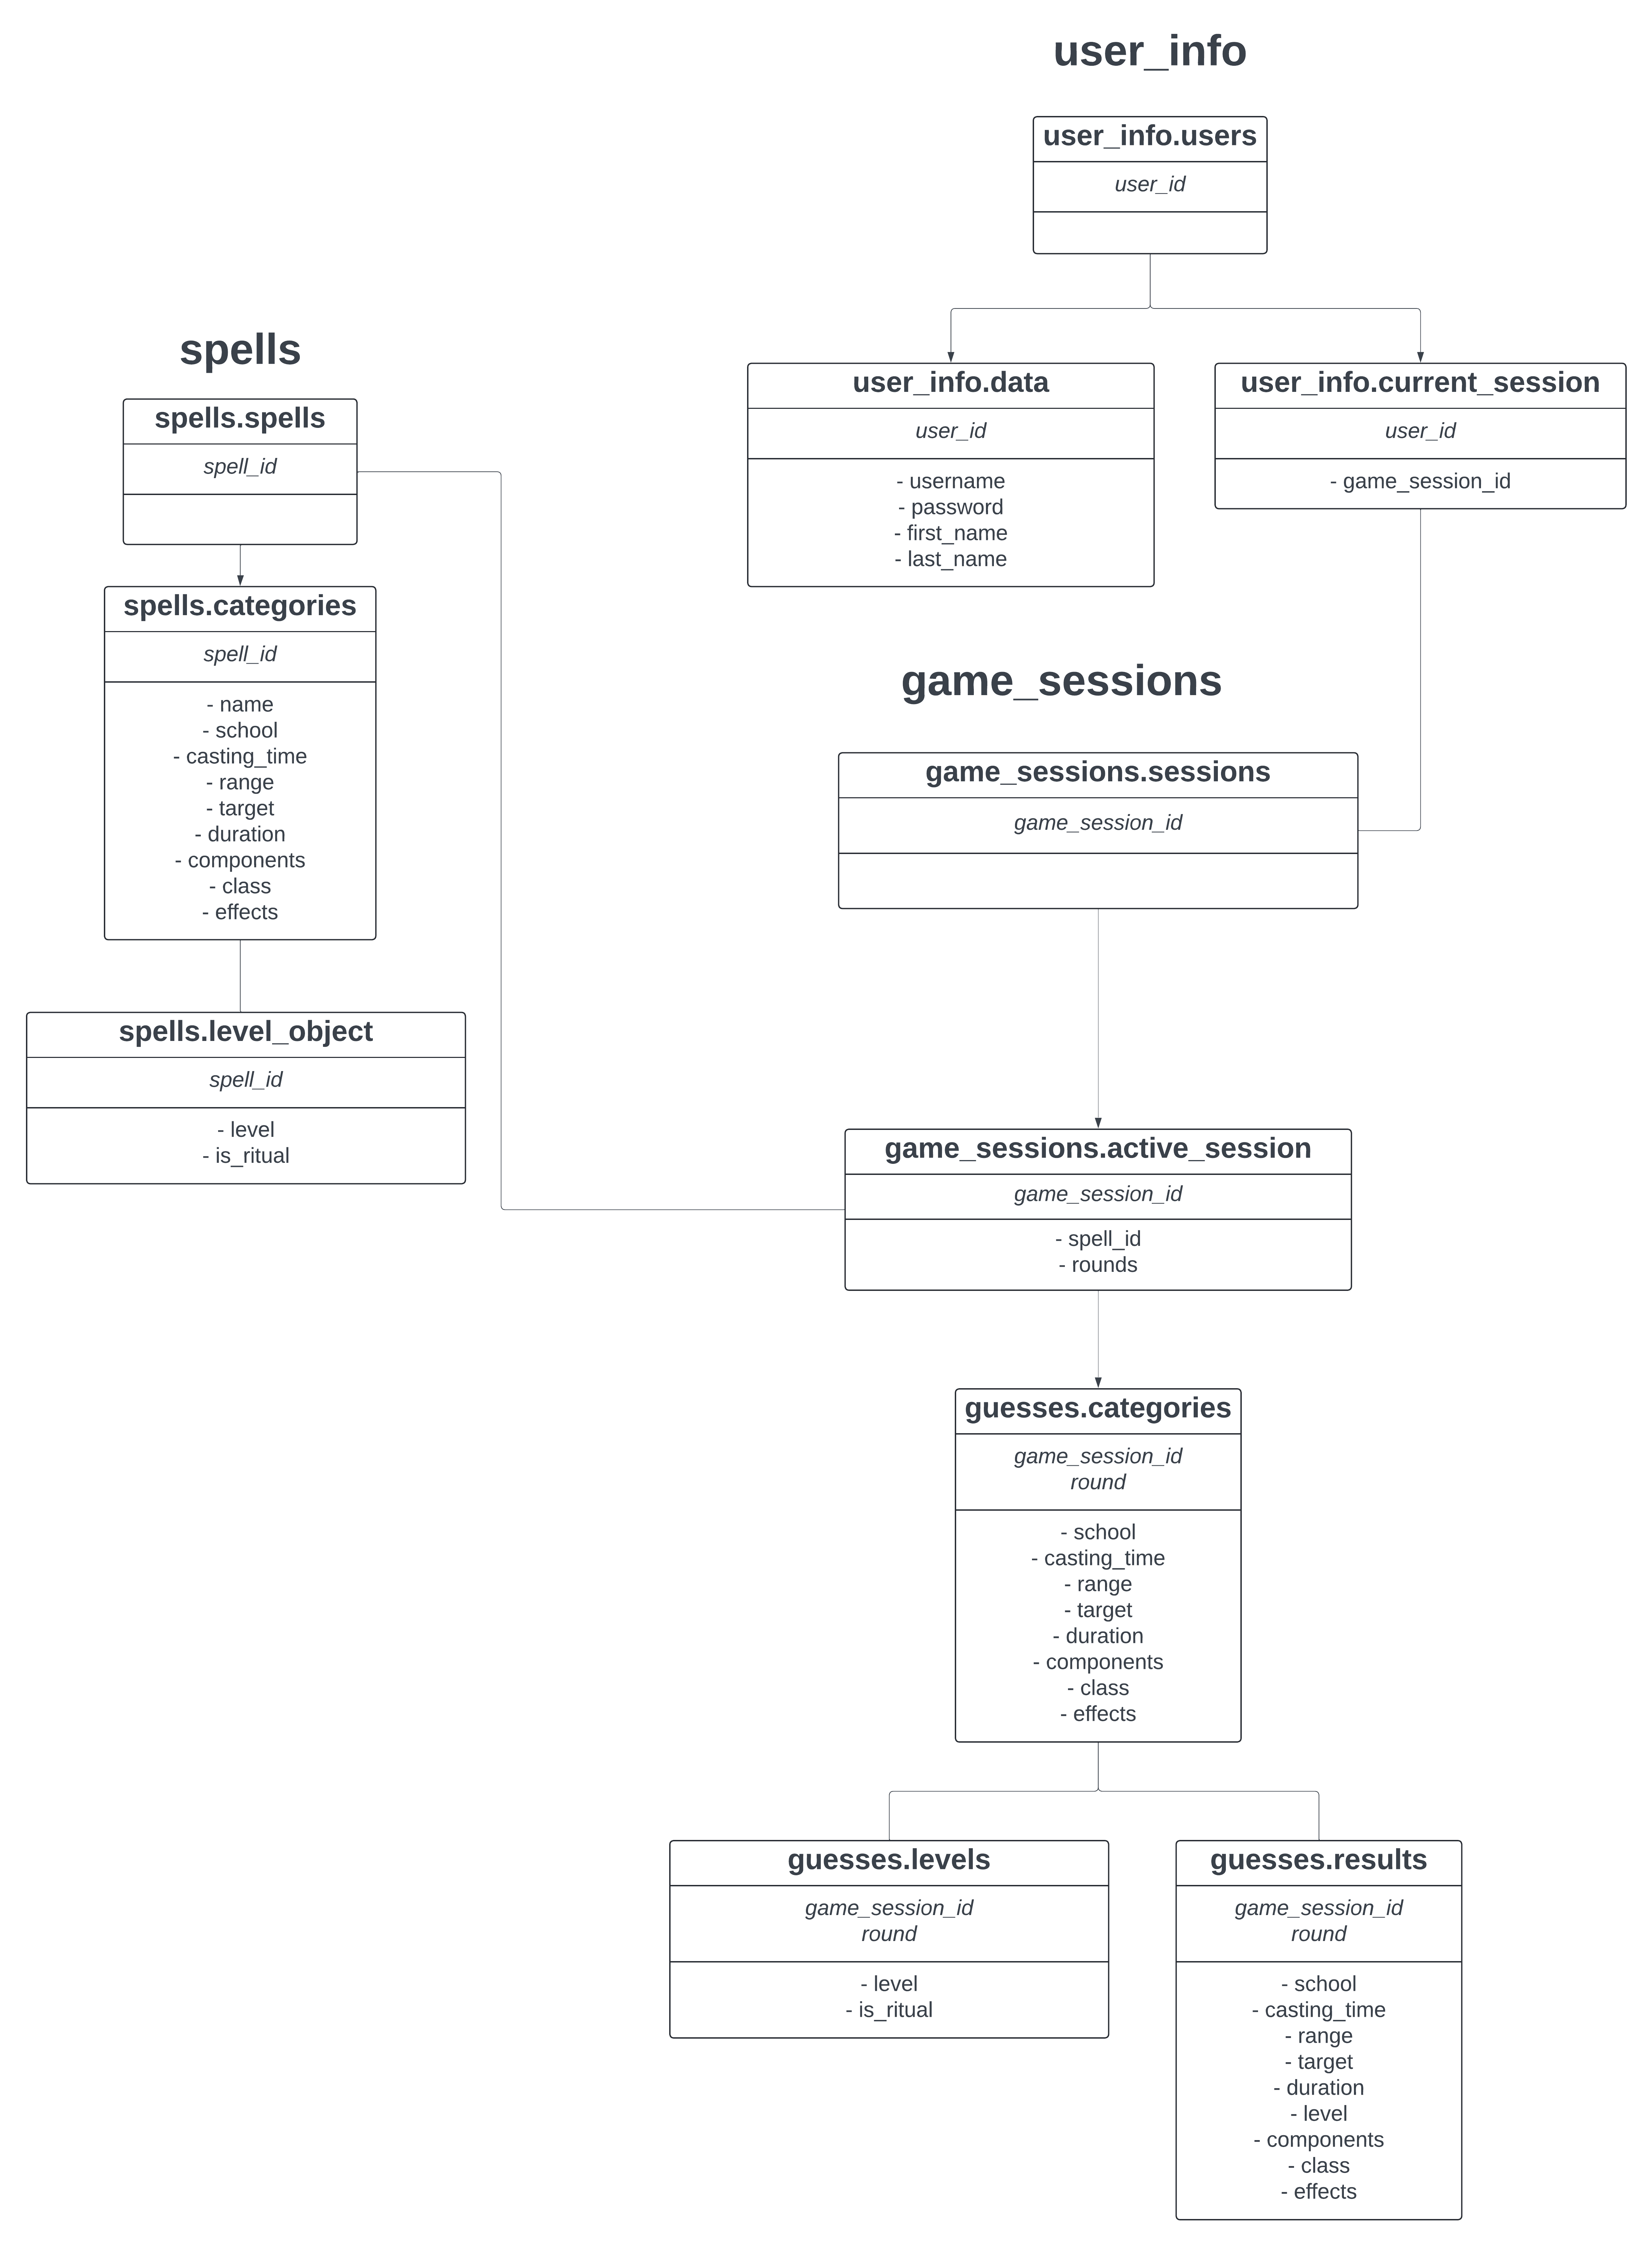 user_info
user_info.users
user_id
user_info.data
user_id
- username
- password
- first_name
- last_name
user_info.current_session
user_id
- game_session_id
spells
spells.spells
spell_id
spells.categories
spell_id
- name
- school
- casting_time
- range
- target
- duration
- components
- class
- effects
spells.level_object
spell_id
- level
- is_ritual
game_sessions
game_sessions.sessions
game_session_id
game_sessions.active_session
game_session_id
- spell_id
- rounds
guesses.categories
game_session_id
round
- school
- casting_time
- range
- target
- duration
- components
- class
- effects
guesses.levels
game_session_id
round
- level
- is_ritual
guesses.results
game_session_id
round
- school
- casting_time
- range
- target
- duration
- level
- components
- class
- effects